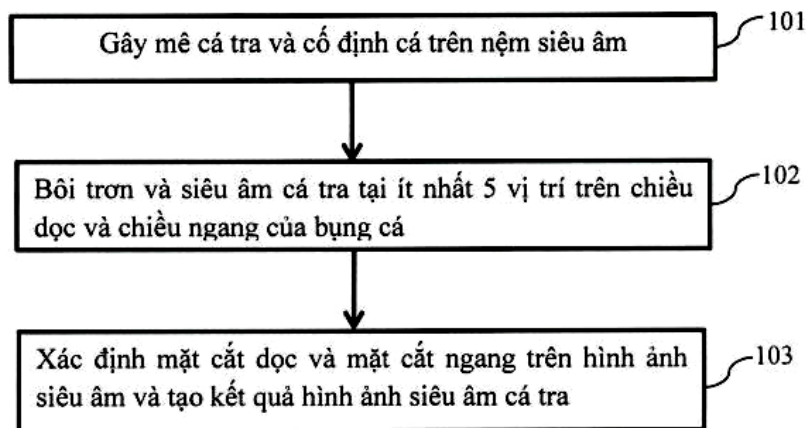 Gây mê cá tra và cố định cá trên nệm siêu âm
101
Bôi trơn và siêu âm cá tra tại ít nhất 5 vị trí trên chiều
dọc và chiều ngang của bụng cá
102
Xác định mặt cắt dọc và mặt cắt ngang trên hình ảnh
siêu âm và tạo kết quả hình ảnh siêu âm cá tra
103